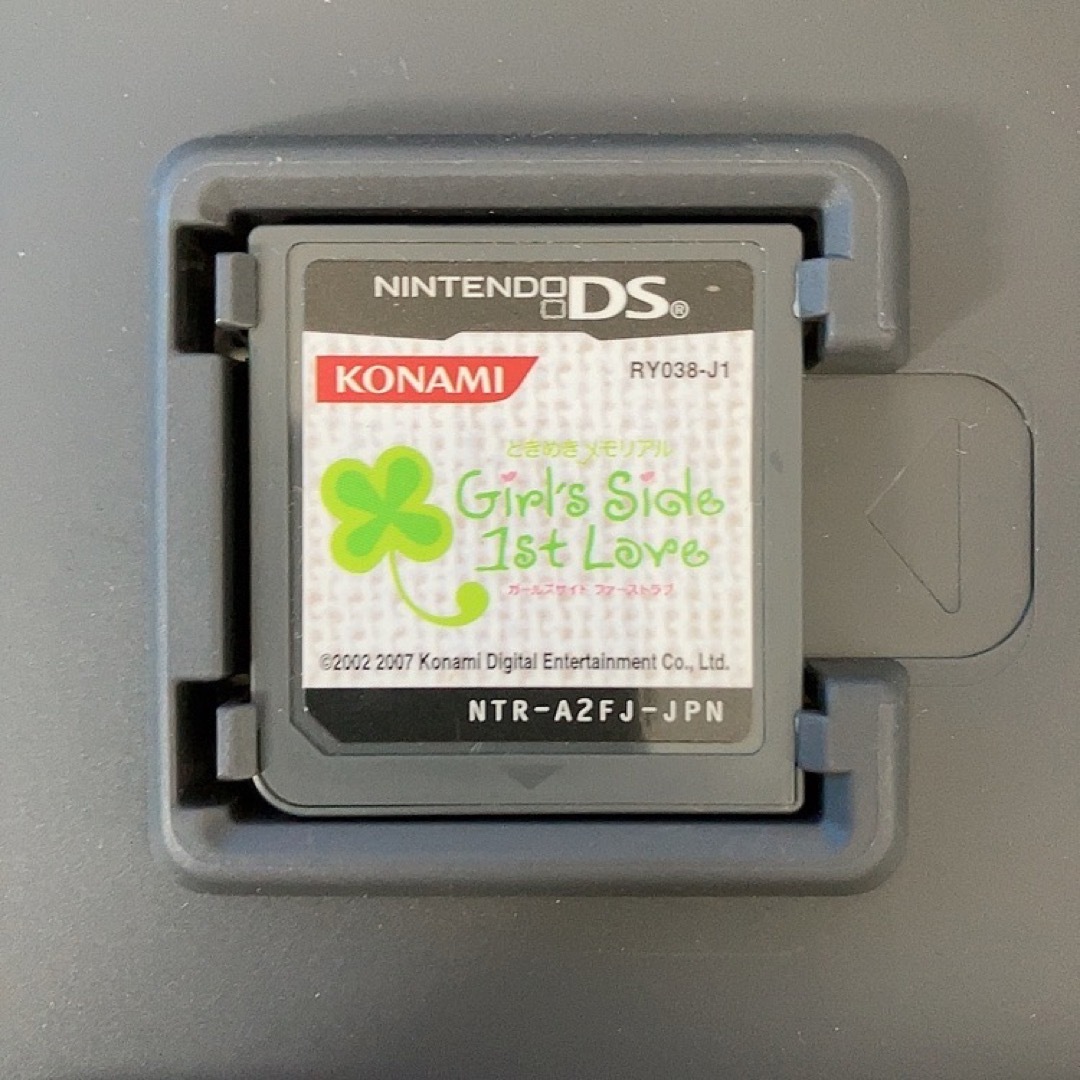 NINTENDO DS®
KONAMI
RY038-J1
ときめきメモリアル
Girl's Side
1st Love
ガールズサイド ファーストラブ
©2002 2007 Konami Digital Entertainment Co., Ltd.
NTR-A2FJ-JPN